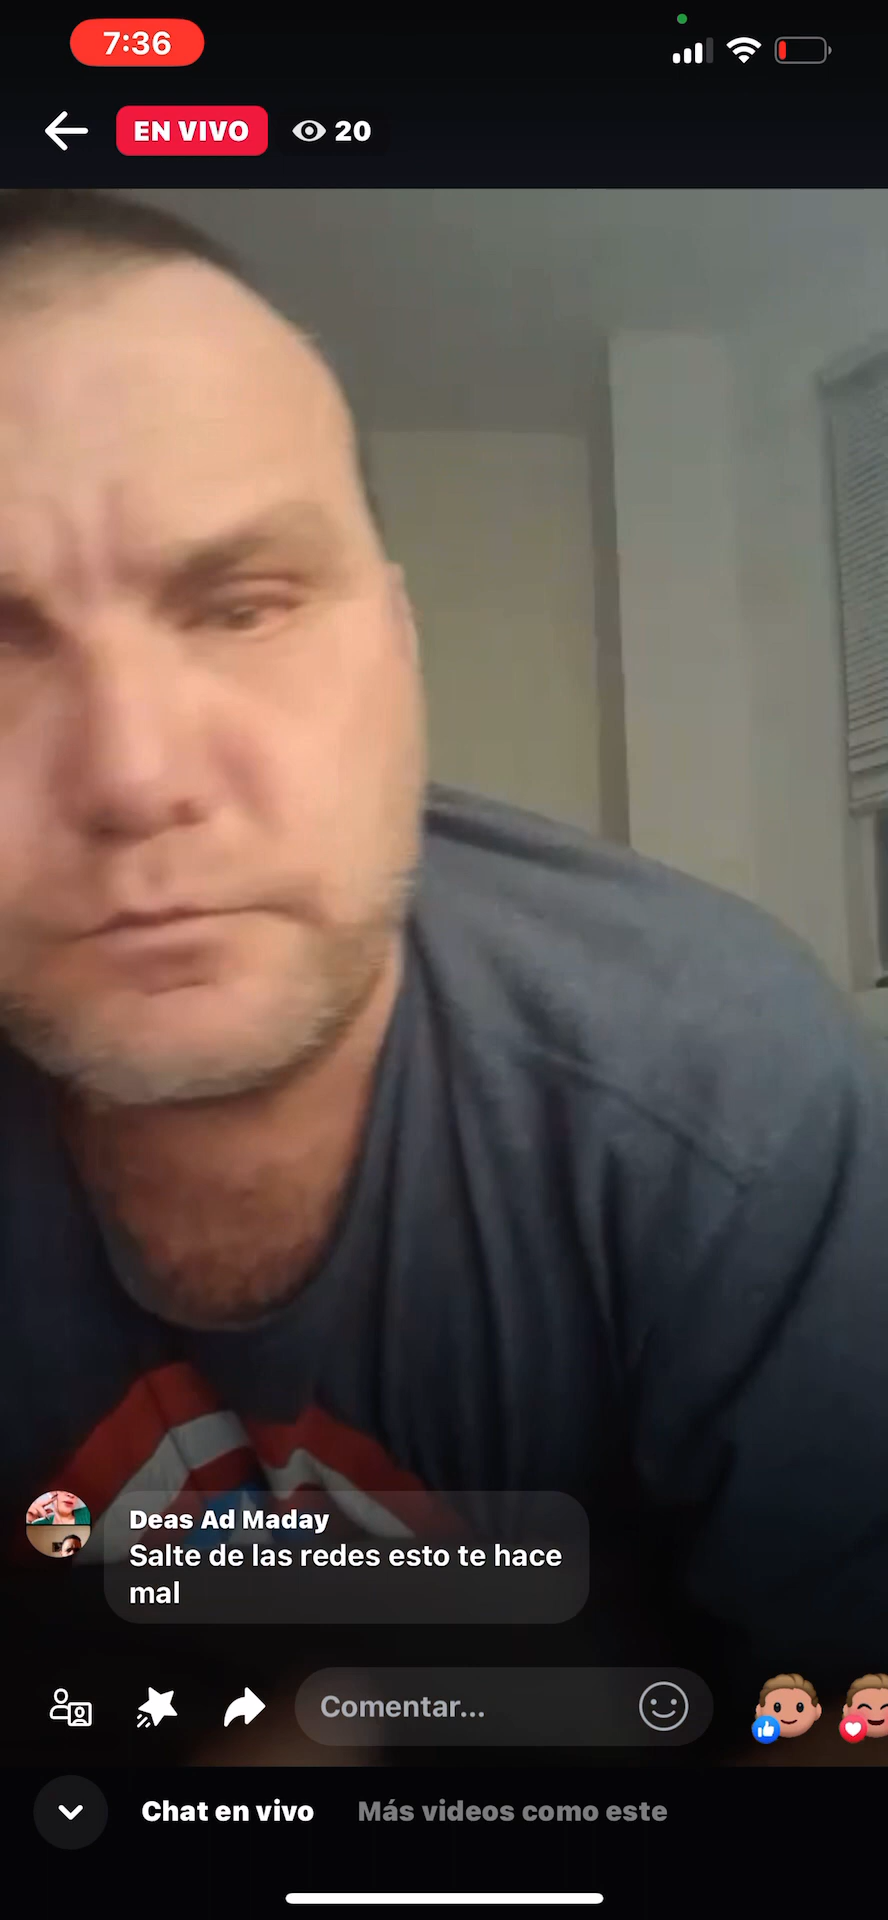 7:36
EN VIVO
20
Deas Ad Maday
Salte de las redes esto te hace
mal
Comentar...
Chat en vivo
Más videos como este